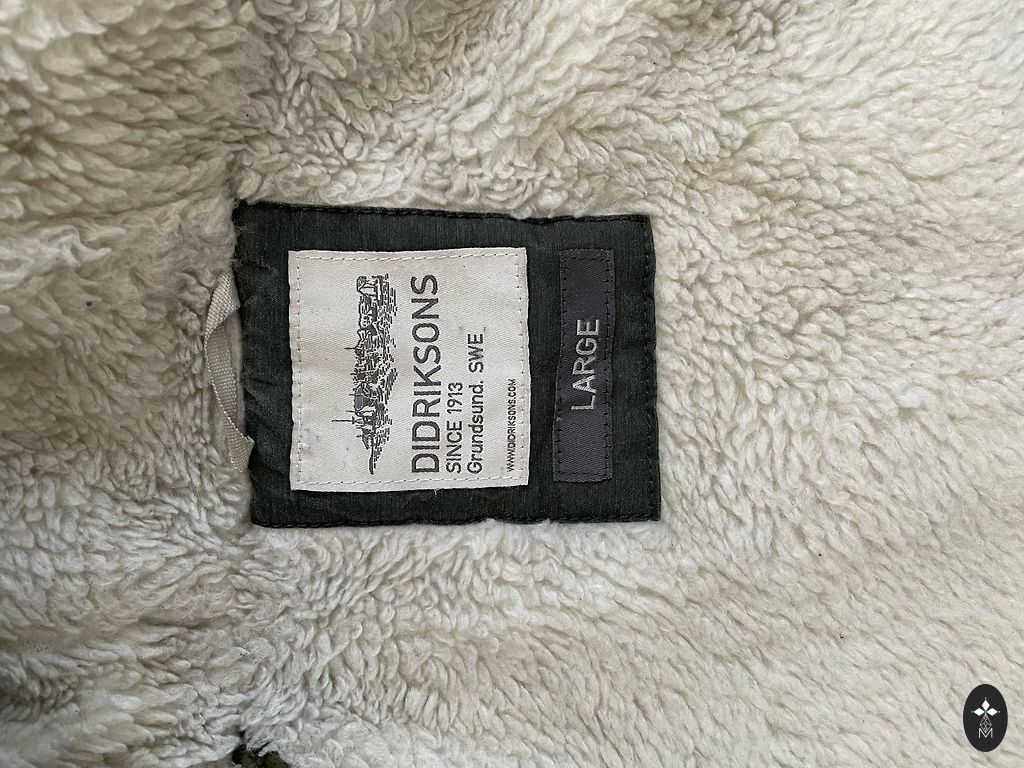 DIDRIKSONS
SINCE 1913
Grundsund. SWE
WWW.DIDRIKSONS.COM
LARGE
M